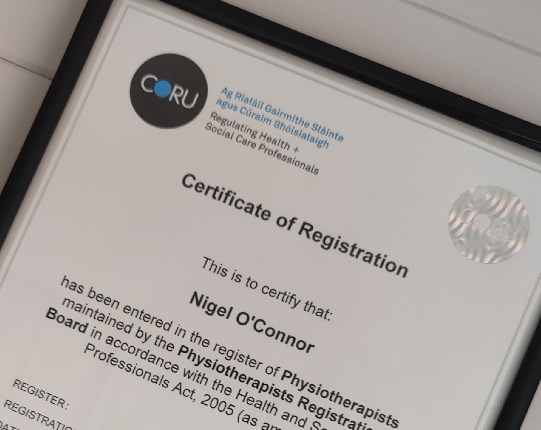 CORU
Ag Rialáil Gairmithe Sláinte
agus Cúraim Shóisialaigh
Regulating Health +
Social Care Professionals
Certificate of Registration
This is to certify that:
Nigel O'Connor
has been entered in the register of Physiotherapists
maintained by the Physiotherapists
Board in accordance with the Health and
Professionals Act, 2005 (as
REGISTER: